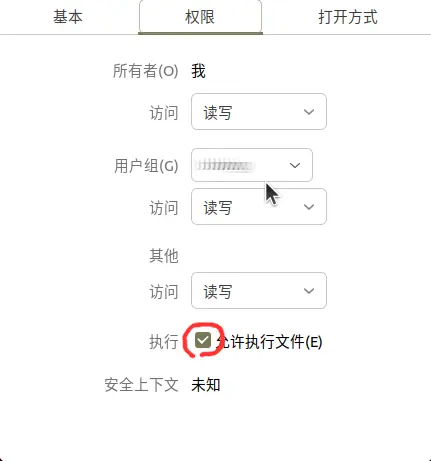 基本 权限 打开方式
所有者(O) 我
访问 读写
用户组(G)
访问 读写
其他
访问 读写
执行 允许执行文件(E)
安全上下文 未知